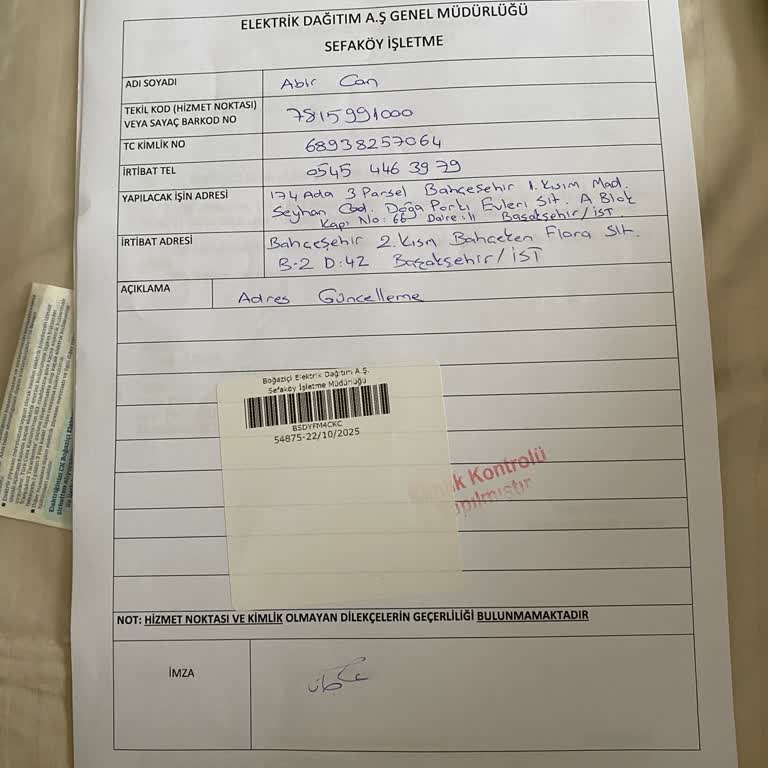 ELEKTRİK DAĞITIM A.Ş GENEL MÜDÜRLÜĞÜ
SEFAKÖY İŞLETME
ADI SOYADI
Abir Can
TEKİL KOD (HİZMET NOKTASI)
VEYA SAYAÇ BARKOD NO
7815991000
TC KİMLİK NO
68938257064
İRTİBAT TEL
0545 446 39 79
YAPILACAK İŞİN ADRESİ
174 Ada 3 Parsel Bahçeşehir 1. Kısım Mad.
Seyhan Cad. Doğa Parkı Evleri Sit. A Blok
Kapı No: 66 Daire: 11 Başakşehir/İST
İRTİBAT ADRESİ
Bahçeşehir 2. Kısm Bahçekent Flora Sit.
B-2 D:42 Başakşehir/İST
AÇIKLAMA
Adres Güncelleme
Boğaziçi Elektrik Dağıtım A.Ş.
Sefaköy İşletme Müdürlüğü
BSDYFM4CKC
54875-22/10/2025
Kontrolü
NOT: HİZMET NOKTASI VE KİMLİK OLMAYAN DİLEKÇELERİN GEÇERLİLİĞİ BULUNMAMAKTADIR
İMZA